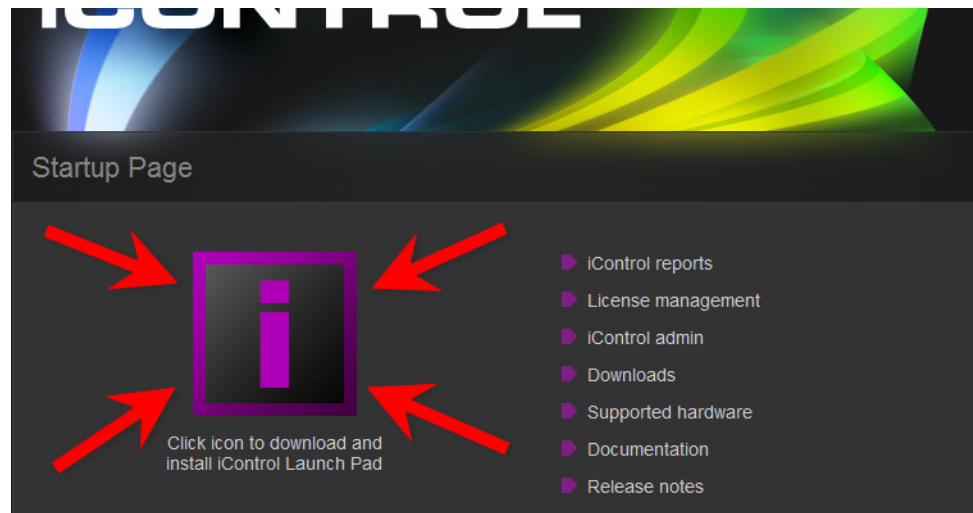 iCONTROL
Startup Page
i
Click icon to download and
install iControl Launch Pad
iControl reports
License management
iControl admin
Downloads
Supported hardware
Documentation
Release notes